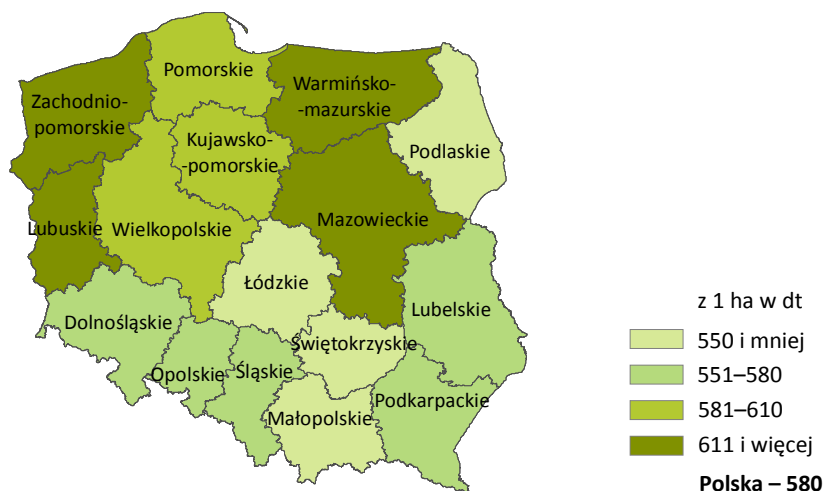 Pomorskie
Warmińsko-
-mazurskie
Zachodnio-
pomorskie
Kujawsko-
-pomorskie
Podlaskie
Lubuskie
Wielkopolskie
Mazowieckie
Łódzkie
Lubelskie
Dolnośląskie
Świętokrzyskie
Opolskie
Śląskie
Podkarpackie
Małopolskie
z 1 ha w dt
550 i mniej
551–580
581–610
611 i więcej
Polska – 580